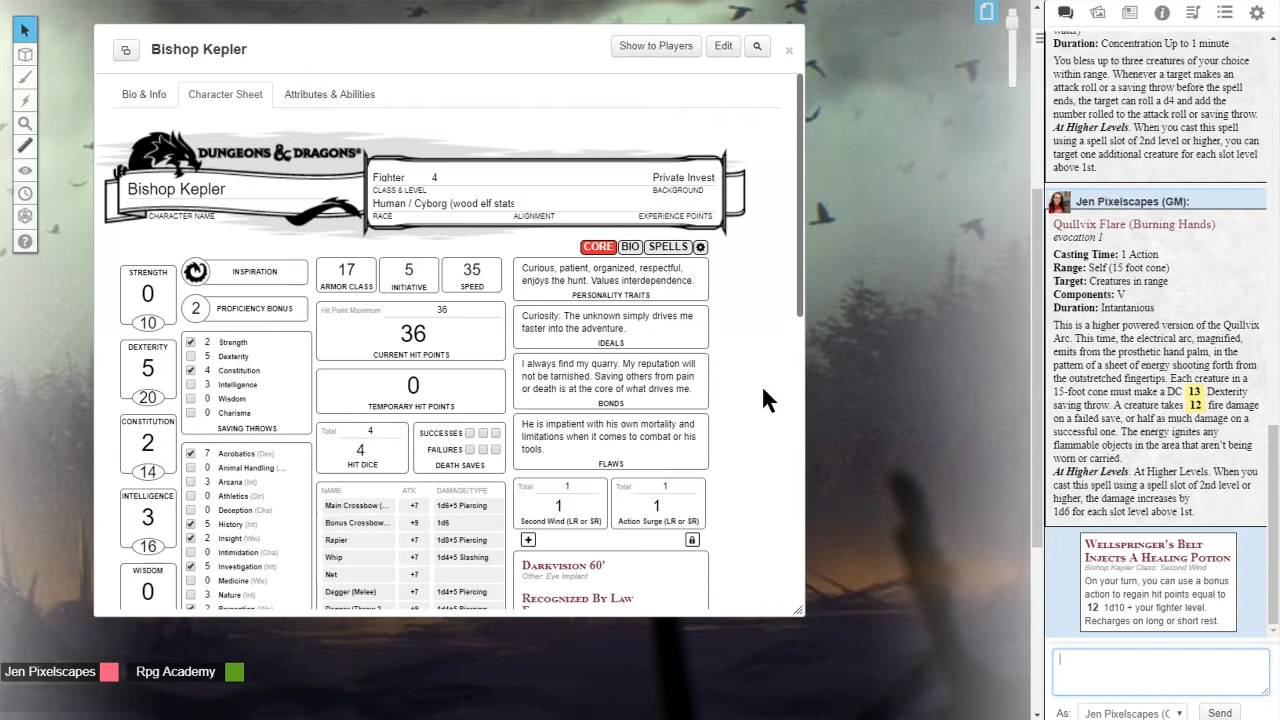 Bishop Kepler
Show to Players
Edit
×
Bio & Info
Character Sheet
Attributes & Abilities
DUNGEONS & DRAGONS®
Bishop Kepler
CHARACTER NAME
Fighter 4
Private Invest
CLASS & LEVEL
BACKGROUND
Human / Cyborg (wood elf stats
RACE
ALIGNMENT
EXPERIENCE POINTS
CORE
BIO
SPELLS
STRENGTH
0
10
DEXTERITY
5
20
CONSTITUTION
2
14
INTELLIGENCE
3
16
WISDOM
0
INSPIRATION
2 PROFICIENCY BONUS
2 Strength
5 Dexterity
4 Constitution
3 Intelligence
0 Wisdom
0 Charisma
SAVING THROWS
7 Acrobatics (Dex)
0 Animal Handling (...
3 Arcana (Int)
0 Athletics (Str)
0 Deception (Cha)
5 History (Int)
2 Insight (Wis)
0 Intimidation (Cha)
5 Investigation (Int)
0 Medicine (Wis)
3 Nature (Int)
2 Perception (Wis)
17
ARMOR CLASS
5
INITIATIVE
35
SPEED
Hit Point Maximum 36
36
CURRENT HIT POINTS
0
TEMPORARY HIT POINTS
Total 4
4
HIT DICE
SUCCESSES
FAILURES
DEATH SAVES
NAME ATK DAMAGE/TYPE
Main Crossbow (... +7 1d6+5 Piercing
Bonus Crossbow... +9 1d6
Rapier +7 1d8+5 Piercing
Whip +7 1d4+5 Slashing
Net +7
Dagger (Melee) +7 1d4+5 Piercing
Curious, patient, organized, respectful,
enjoys the hunt. Values interdependence.
PERSONALITY TRAITS
Curiosity: The unknown simply drives me
faster into the adventure.
IDEALS
I always find my quarry. My reputation will
not be tarnished. Saving others from pain
or death is at the core of what drives me.
BONDS
He is impatient with his own mortality and
limitations when it comes to combat or his
tools.
FLAWS
Total 1
1
Second Wind (LR or SR)
Total 1
1
Action Surge (LR or SR)
+
DARKVISION 60'
Other: Eye Implant
RECOGNIZED BY LAW
Jen Pixelscapes
Rpg Academy
water)
Duration: Concentration Up to 1 minute
You bless up to three creatures of your choice
within range. Whenever a target makes an
attack roll or a saving throw before the spell
ends, the target can roll a d4 and add the
number rolled to the attack roll or saving throw.
At Higher Levels. When you cast this spell
using a spell slot of 2nd level or higher, you can
target one additional creature for each slot level
above 1st.
Jen Pixelscapes (GM):
Quillvix Flare (Burning Hands)
evocation 1
Casting Time: 1 Action
Range: Self (15 foot cone)
Target: Creatures in range
Components: V
Duration: Intantanious
This is a higher powered version of the Quillvix
Arc. This time, the electrical arc, magnified,
emits from the prosthetic hand palm, in the
pattern of a sheet of energy shooting forth from
the outstretched fingertips. Each creature in a
15-foot cone must make a DC 13 Dexterity
saving throw. A creature takes 12 fire damage
on a failed save, or half as much damage on a
successful one. The energy ignites any
flammable objects in the area that aren't being
worn or carried.
At Higher Levels. At Higher Levels. When you
cast this spell using a spell slot of 2nd level or
higher, the damage increases by
1d6 for each slot level above 1st.
WELLSPRINGER'S BELT
INJECTS A HEALING POTION
Bishop Kepler Class: Second Wind
On your turn, you can use a bonus
action to regain hit points equal to
12 1d10 + your fighter level.
Recharges on long or short rest.
As: Jen Pixelscapes (G
Send